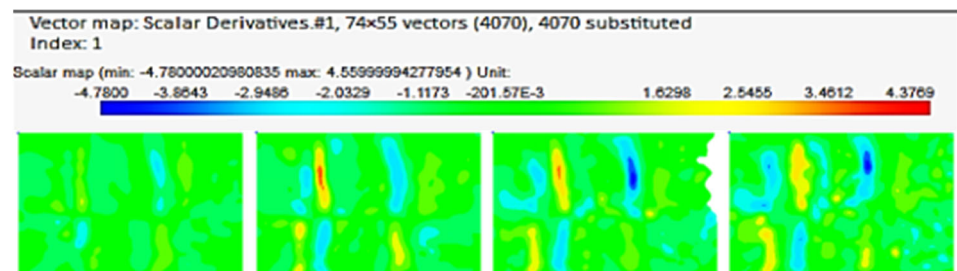 Vector map: Scalar Derivatives.#1, 74×55 vectors (4070), 4070 substituted
Index: 1
Scalar map (min: -4.78000020980835 max: 4.55999994277954 ) Unit:
-4.7800 -3.8643 -2.9486 -2.0329 -1.1173 -201.57E-3 1.6298 2.5455 3.4612 4.3769